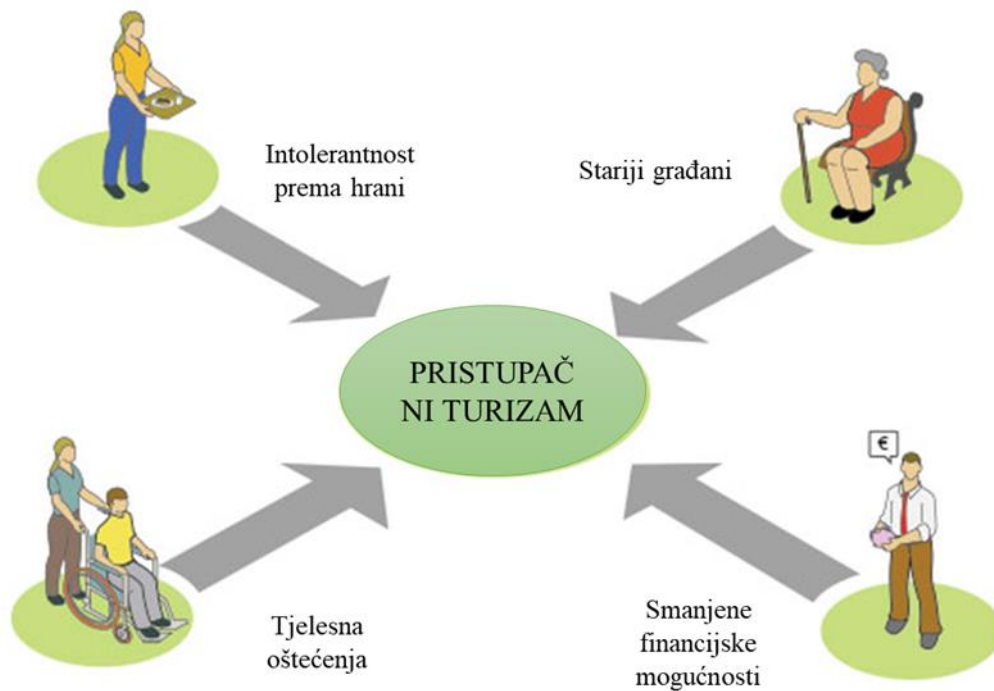 Intolerantnost
prema hrani
Stariji građani
PRISTUPAČ
NI TURIZAM
€
Tjelesna
oštećenja
Smanjene
financijske
mogućnosti